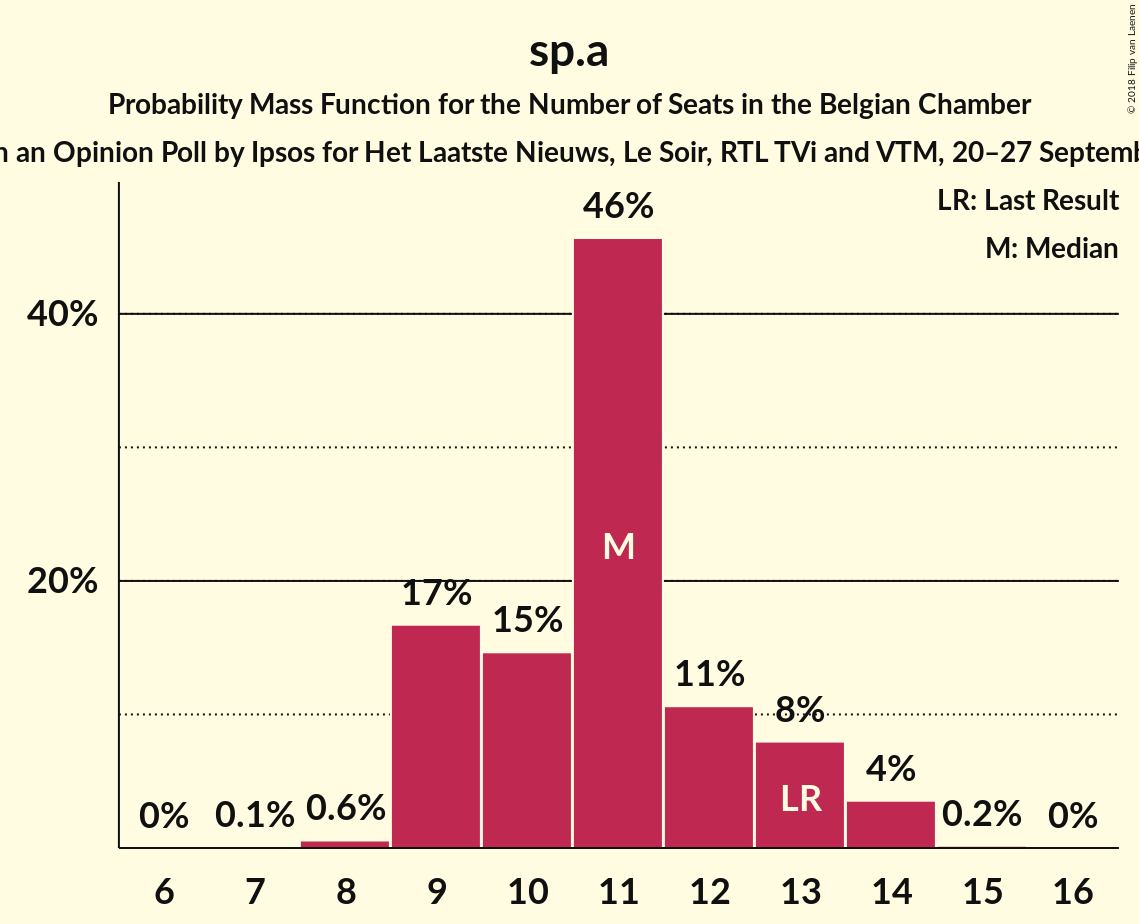 sp.a
Probability Mass Function for the Number of Seats in the Belgian Chamber
an Opinion Poll by Ipsos for Het Laatste Nieuws, Le Soir, RTL TVi and VTM, 20–27
© 2018 Filip van Laenen
LR: Last Result
M: Median
46%
40%
M
20%
17%
15%
11%
8%
LR
4%
0%
0.1%
0.6%
0.2%
0%
6 7 8 9 10 11 12 13 14 15 16